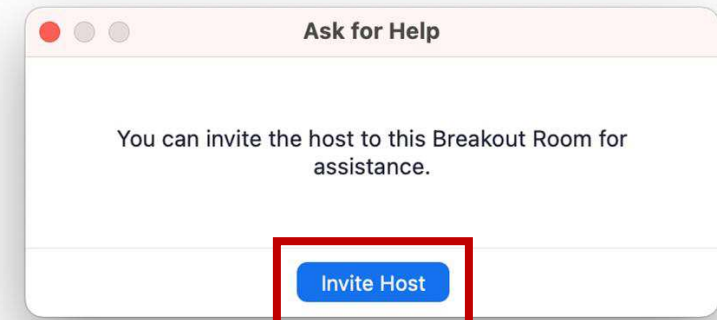 Ask for Help
You can invite the host to this Breakout Room for
assistance.
Invite Host